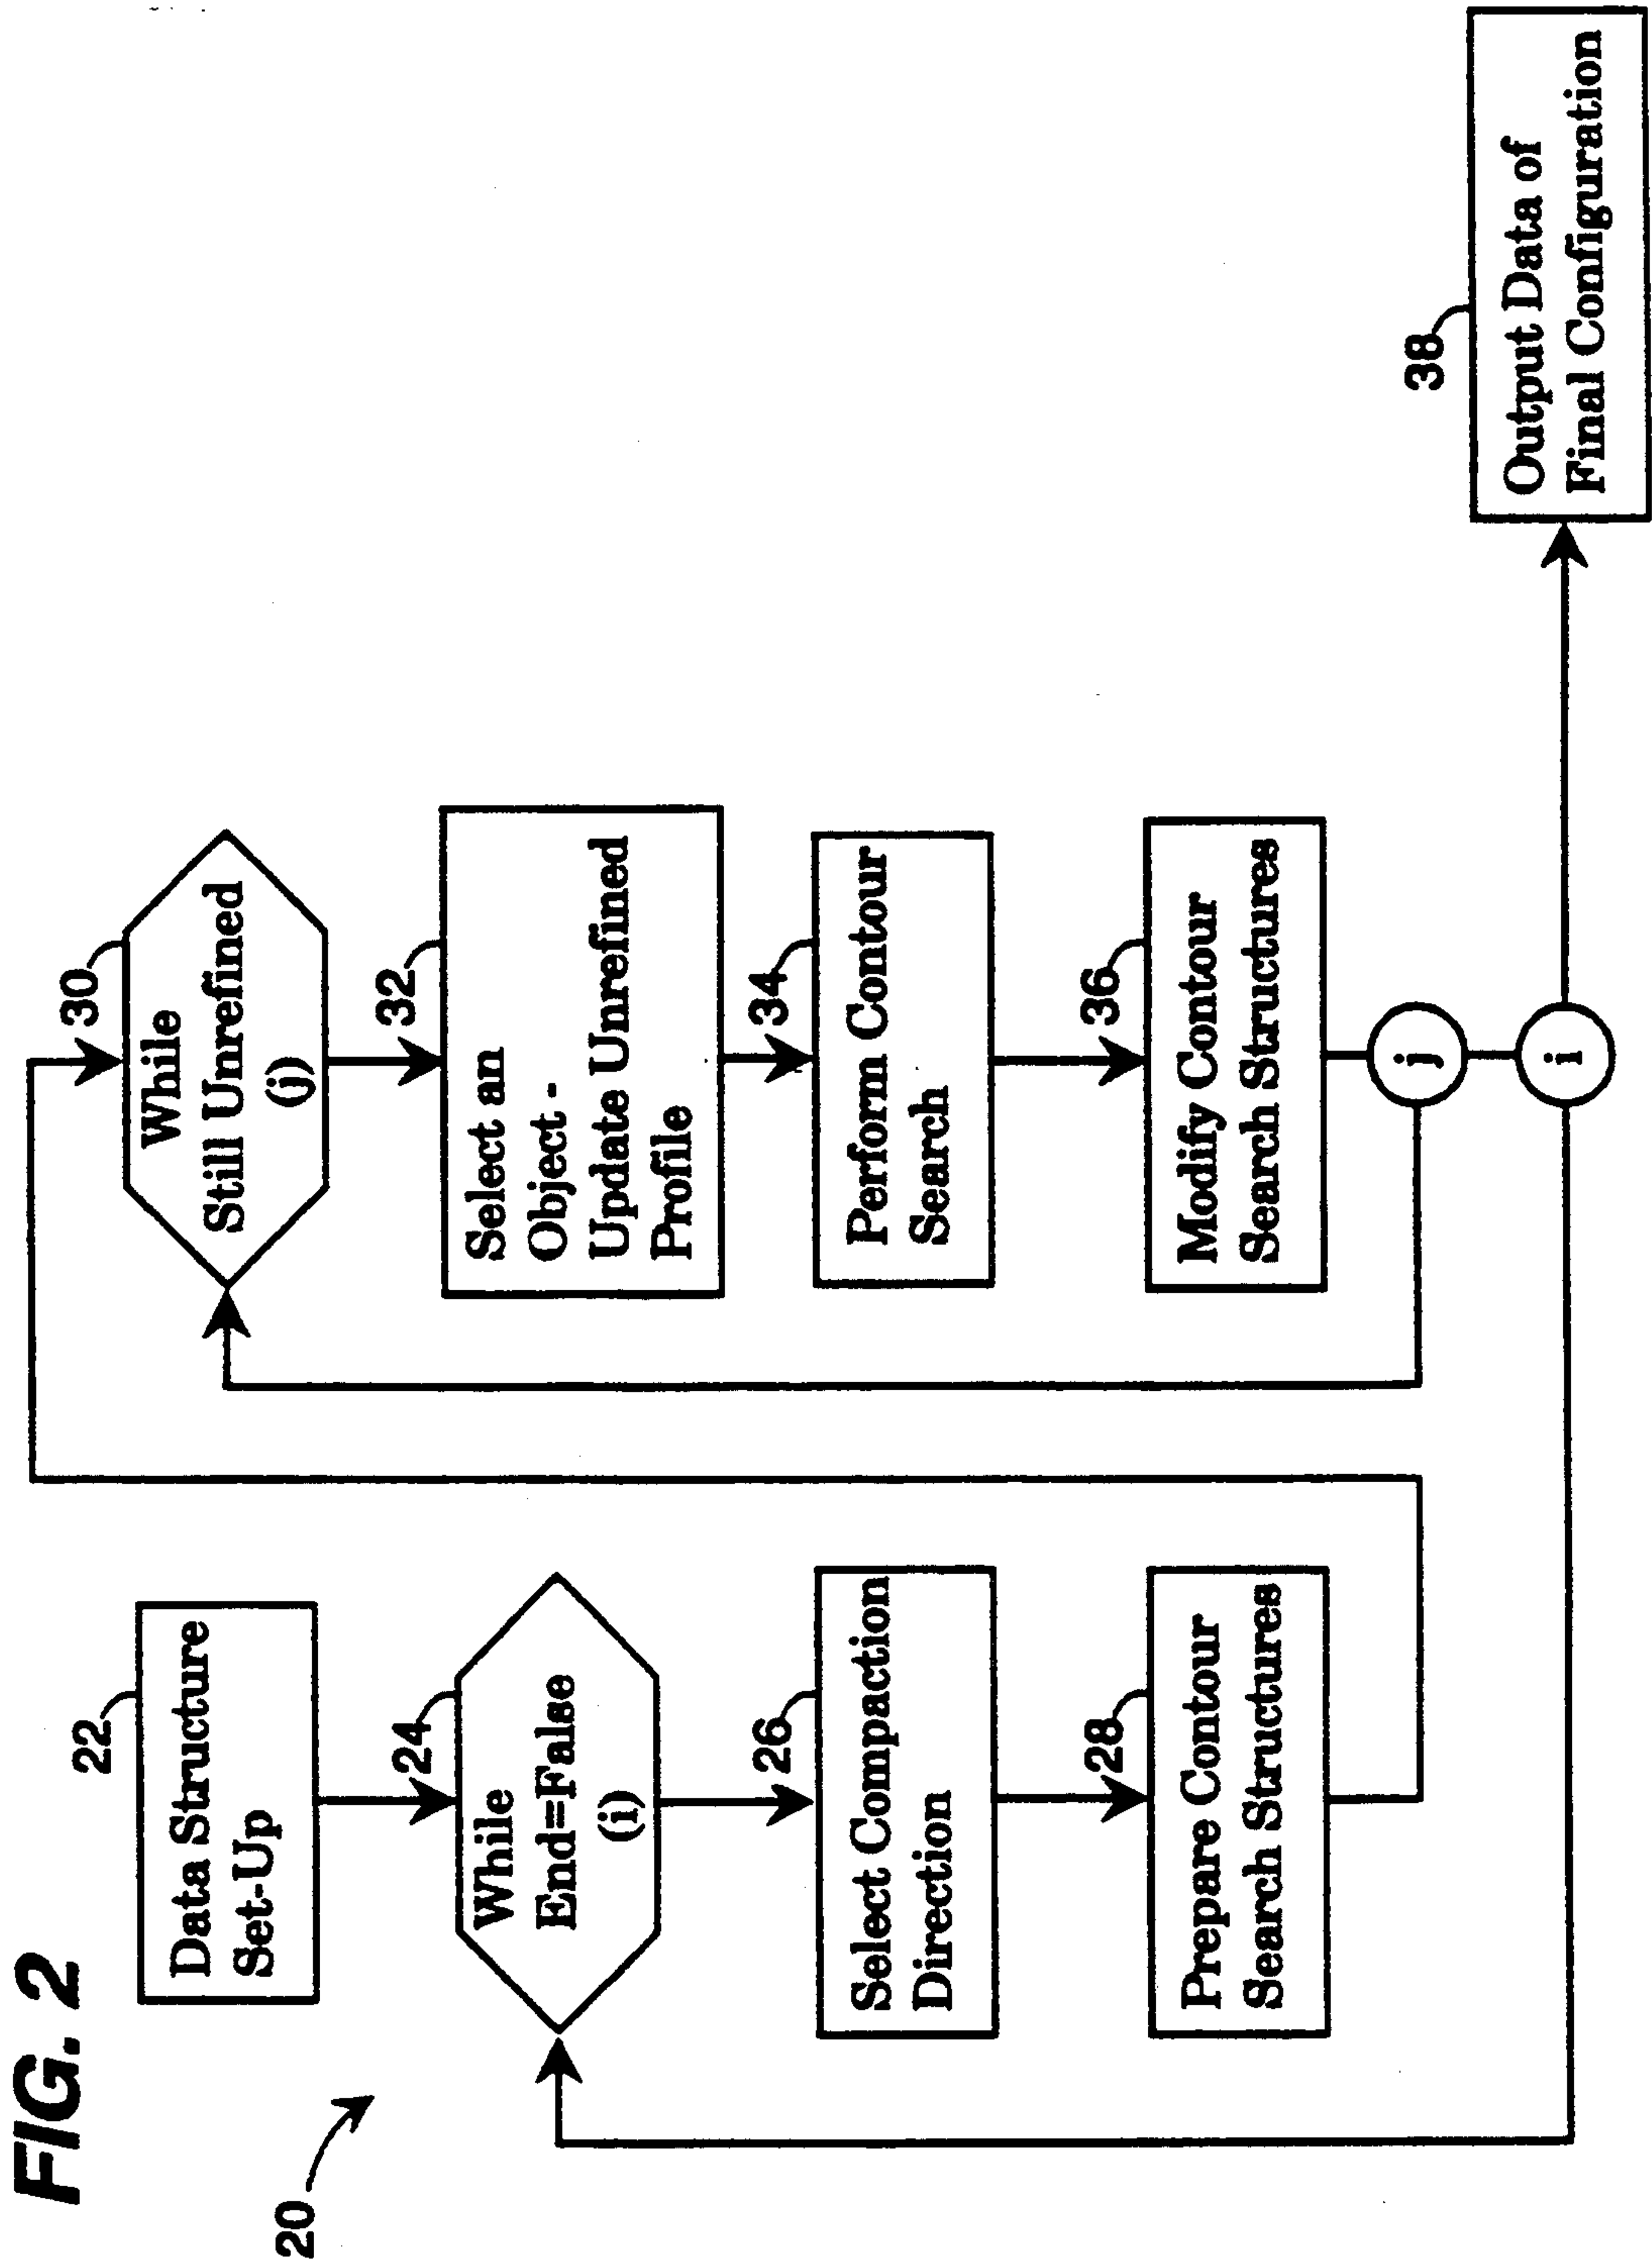 FIG. 2
20
22
Data Structure
Set-Up
24
While
End=False
(i)
26
Select Compaction
Direction
28
Prepare Contour
Search Structures
30
While
Still Unrefined
(j)
32
Select an
Object -
Update Unrefined
Profile
34
Perform Contour
Search
36
Modify Contour
Search Structures
j
i
38
Output Data of
Final Configuration